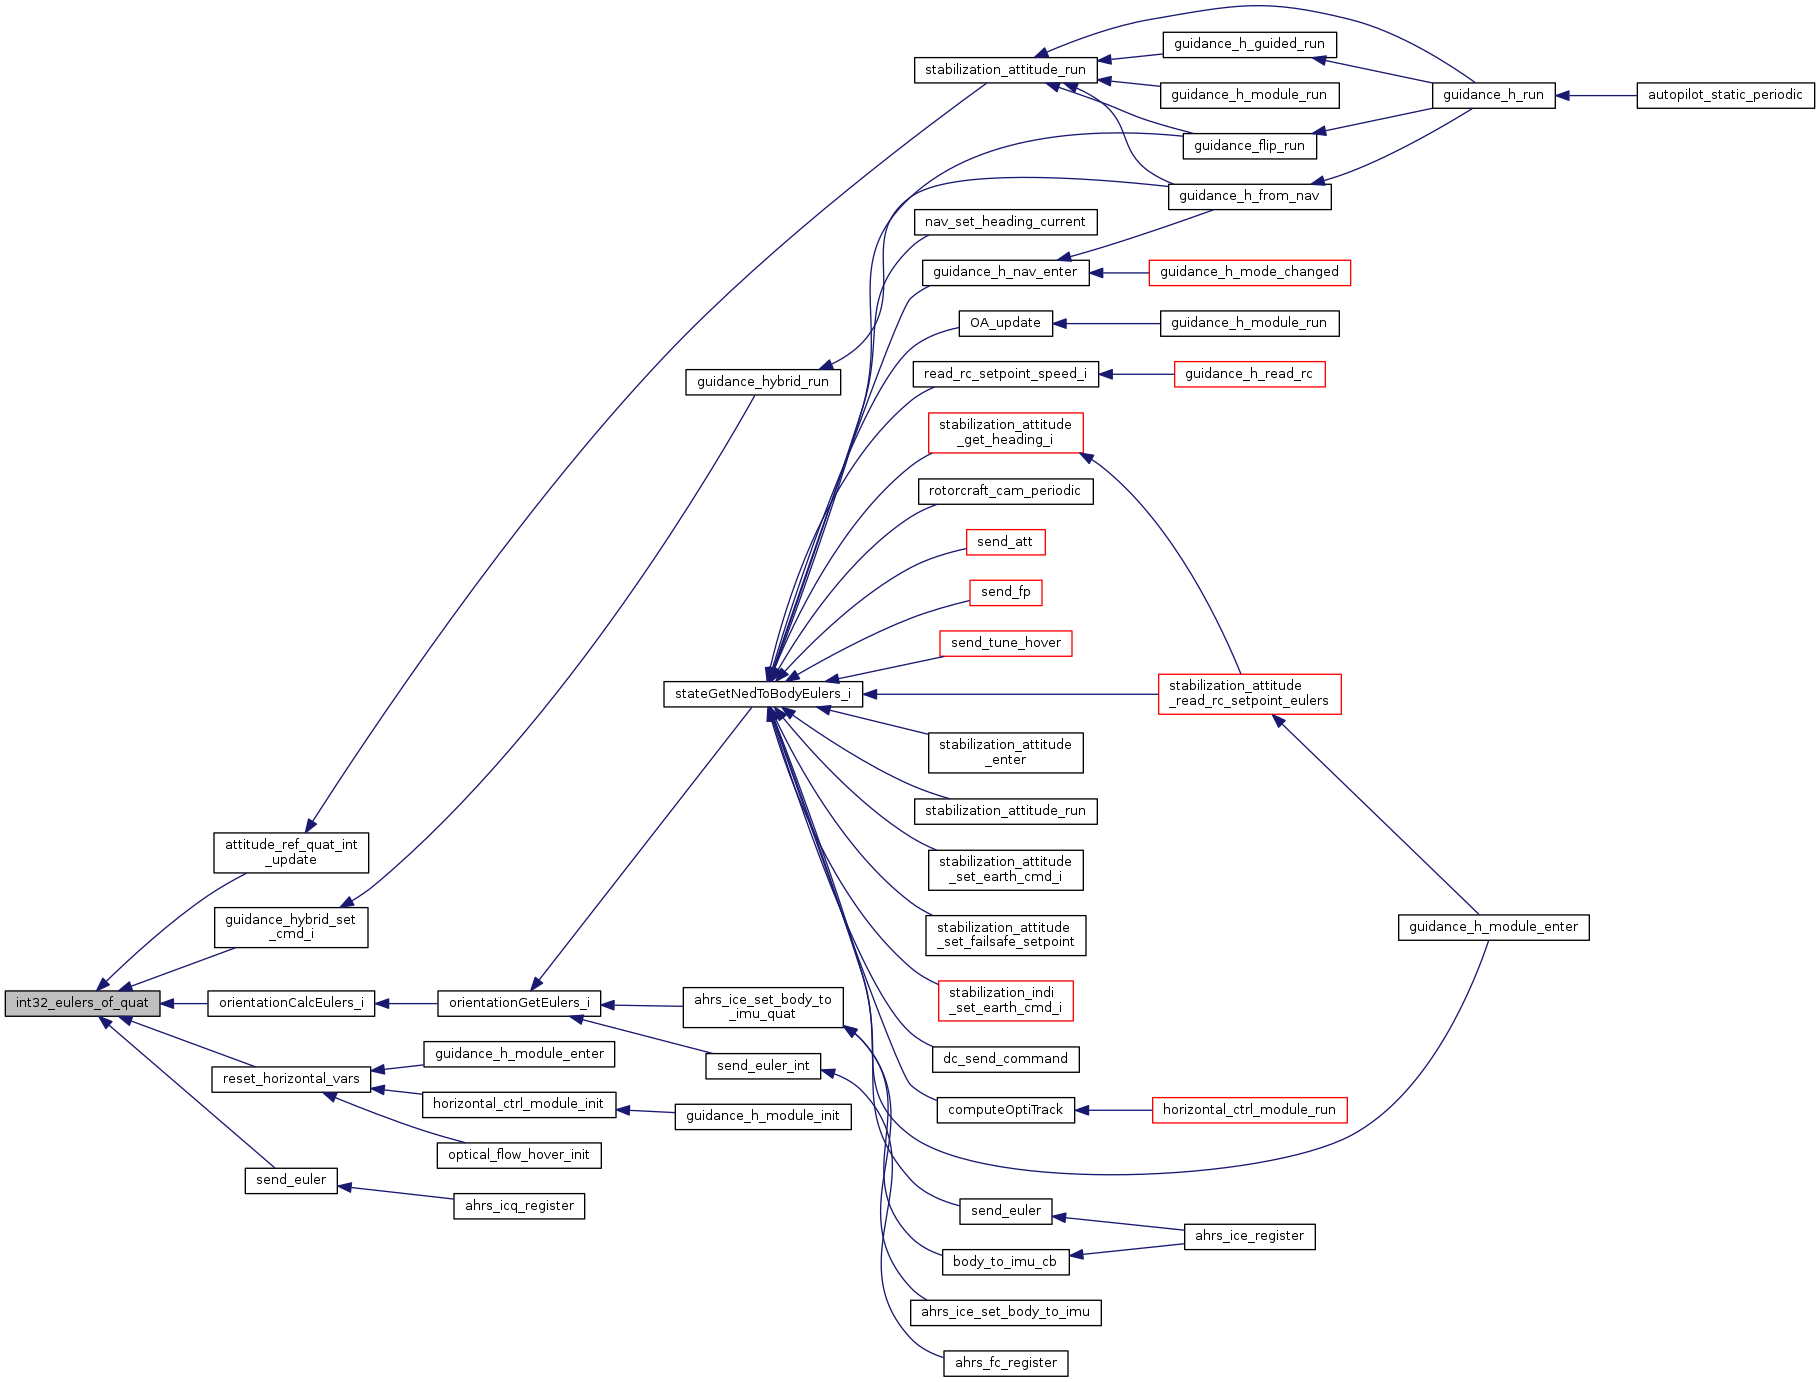 stabilization_attitude_run
guidance_h_guided_run
guidance_h_module_run
guidance_h_run
autopilot_static_periodic
guidance_flip_run
guidance_h_from_nav
nav_set_heading_current
guidance_h_nav_enter
guidance_h_mode_changed
OA_update
guidance_h_module_run
guidance_hybrid_run
read_rc_setpoint_speed_i
guidance_h_read_rc
stabilization_attitude
_get_heading_i
rotorcraft_cam_periodic
send_att
send_fp
send_tune_hover
stateGetNedToBodyEulers_i
stabilization_attitude
_read_rc_setpoint_eulers
stabilization_attitude
_enter
stabilization_attitude_run
attitude_ref_quat_int
_update
stabilization_attitude
_set_earth_cmd_i
guidance_hybrid_set
_cmd_i
stabilization_attitude
_set_failsafe_setpoint
guidance_h_module_enter
int32_eulers_of_quat
orientationCalcEulers_i
orientationGetEulers_i
ahrs_ice_set_body_to
_imu_quat
stabilization_indi
_set_earth_cmd_i
guidance_h_module_enter
send_euler_int
dc_send_command
reset_horizontal_vars
horizontal_ctrl_module_init
guidance_h_module_init
computeOptiTrack
horizontal_ctrl_module_run
optical_flow_hover_init
send_euler
ahrs_icq_register
send_euler
ahrs_ice_register
body_to_imu_cb
ahrs_ice_set_body_to_imu
ahrs_fc_register